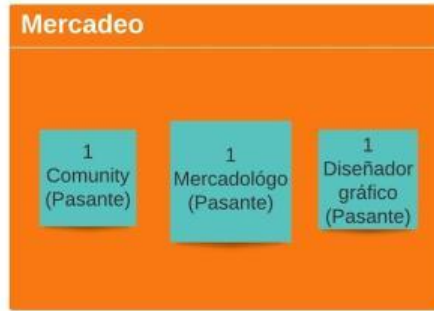 Mercadeo
1
Comunity
(Pasante)
1
Mercadológo
(Pasante)
1
Diseñador
gráfico
(Pasante)